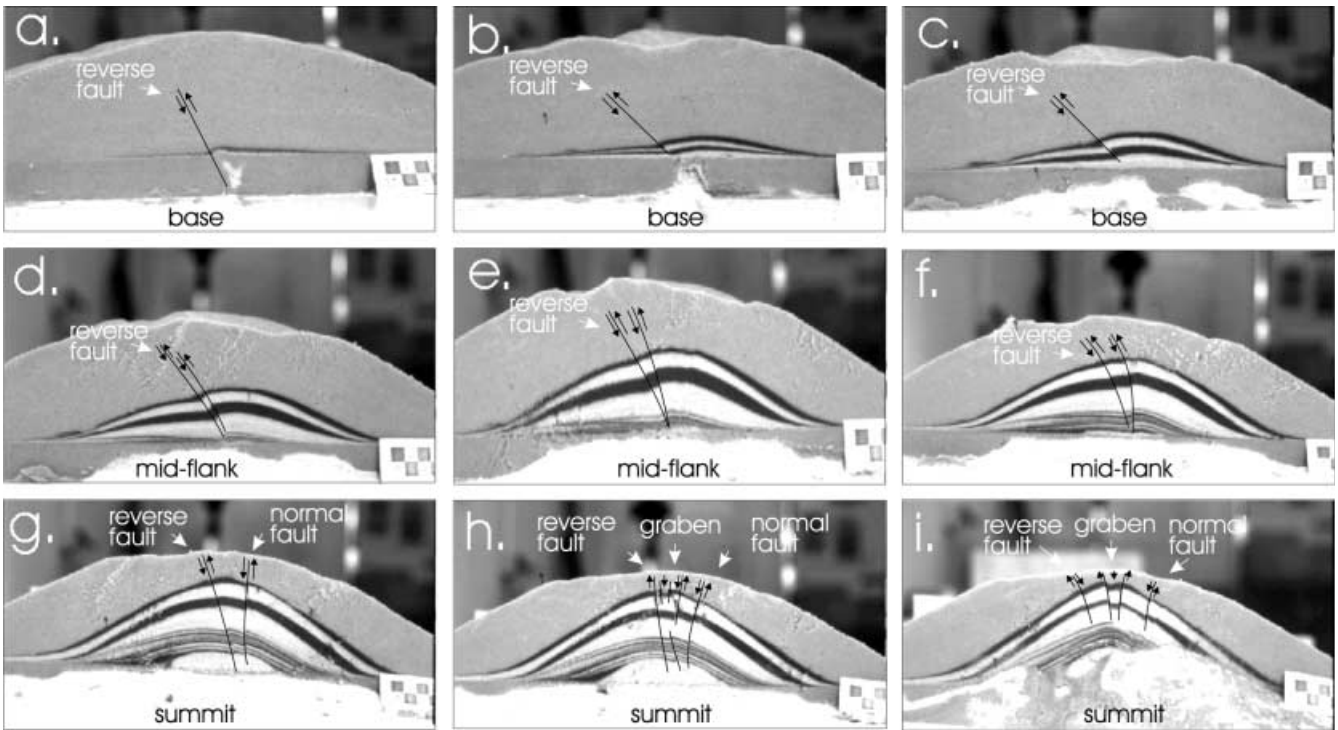 a.
reverse
fault
base
b.
reverse
fault
base
c.
reverse
fault
base
d.
reverse
fault
mid-flank
e.
reverse
fault
mid-flank
f.
reverse
fault
mid-flank
g.
reverse
fault
normal
fault
summit
h.
reverse
fault
graben
normal
fault
summit
i.
reverse
fault
graben
normal
fault
summit